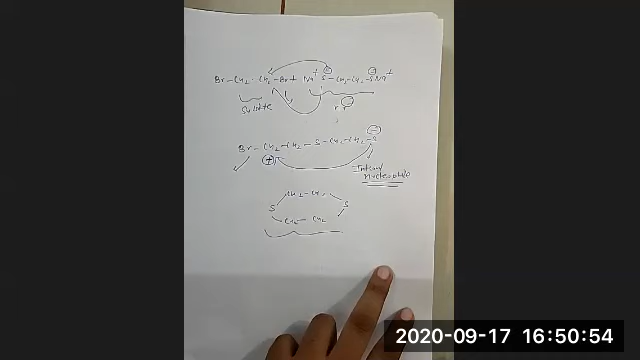 Br-CH2-CH2-Br + Na+ S⊖-CH2-CH2-S⊖Na+
Br-CH2-CH2-S-CH2-CH2-S⊖
⊕
Internal
nucleophile
CH2-CH2
S S
CH2-CH2
2020-09-17 16:50:54